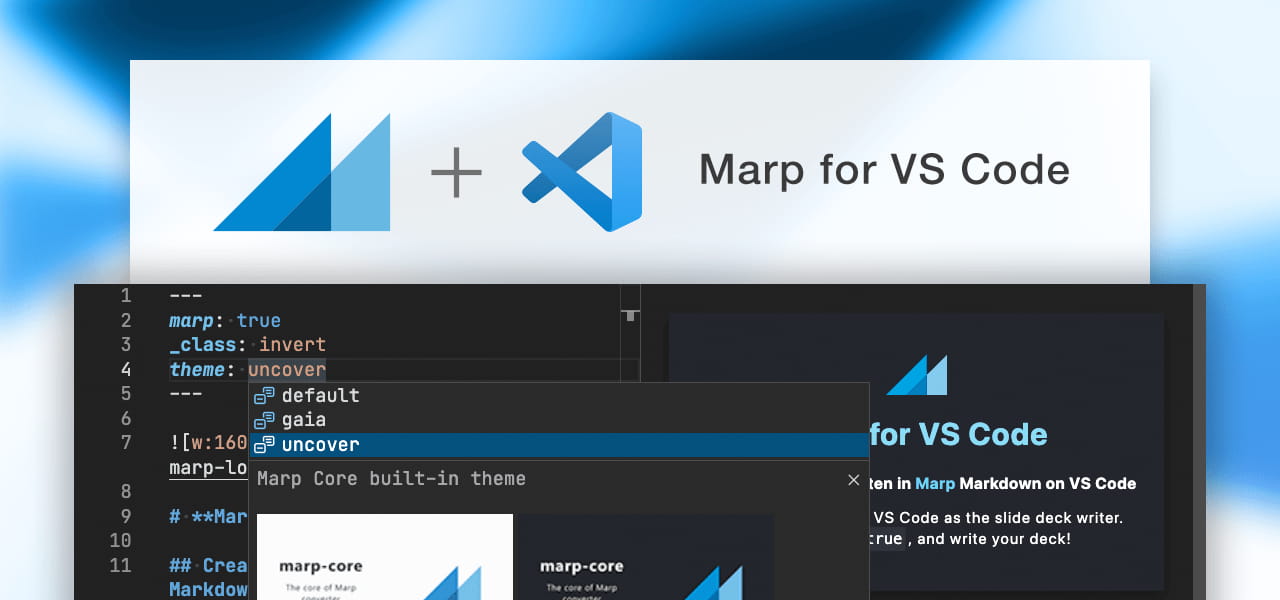 Marp for VS Code
1 ---
2 marp: true
3 _class: invert
4 theme: uncover
5 ---
6
7 ![w:160
marp-lo
8
9 # **Mar
10
11 ## Crea
Markdow
default
gaia
uncover
Marp Core built-in theme
marp-core
The core of Marp
converter
marp-core
The core of Marp
converter
for VS Code
ten in Marp Markdown on VS Code
VS Code as the slide deck writer.
true, and write your deck!